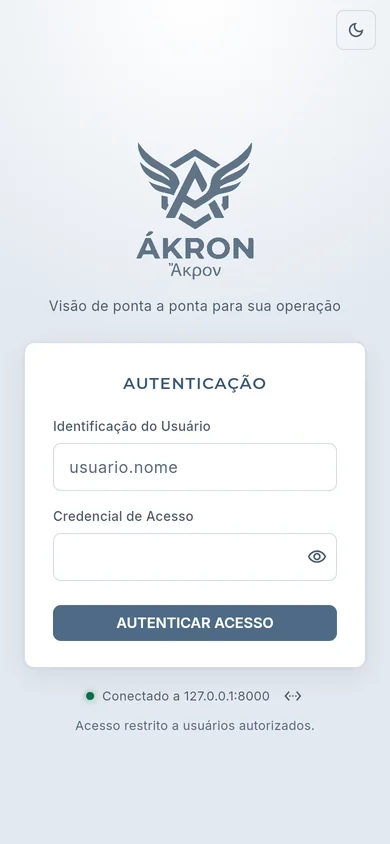 ÁKRON
Ἄκρον
Visão de ponta a ponta para sua operação
AUTENTICAÇÃO
Identificação do Usuário
usuario.nome
Credencial de Acesso
AUTENTICAR ACESSO
Conectado a 127.0.0.1:8000
Acesso restrito a usuários autorizados.